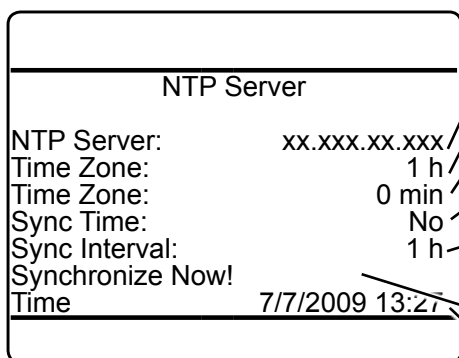 NTP Server
NTP Server: xx.xxx.xx.xxx
Time Zone: 1 h
Time Zone: 0 min
Sync Time: No
Sync Interval: 1 h
Synchronize Now!
Time 7/7/2009 13:27